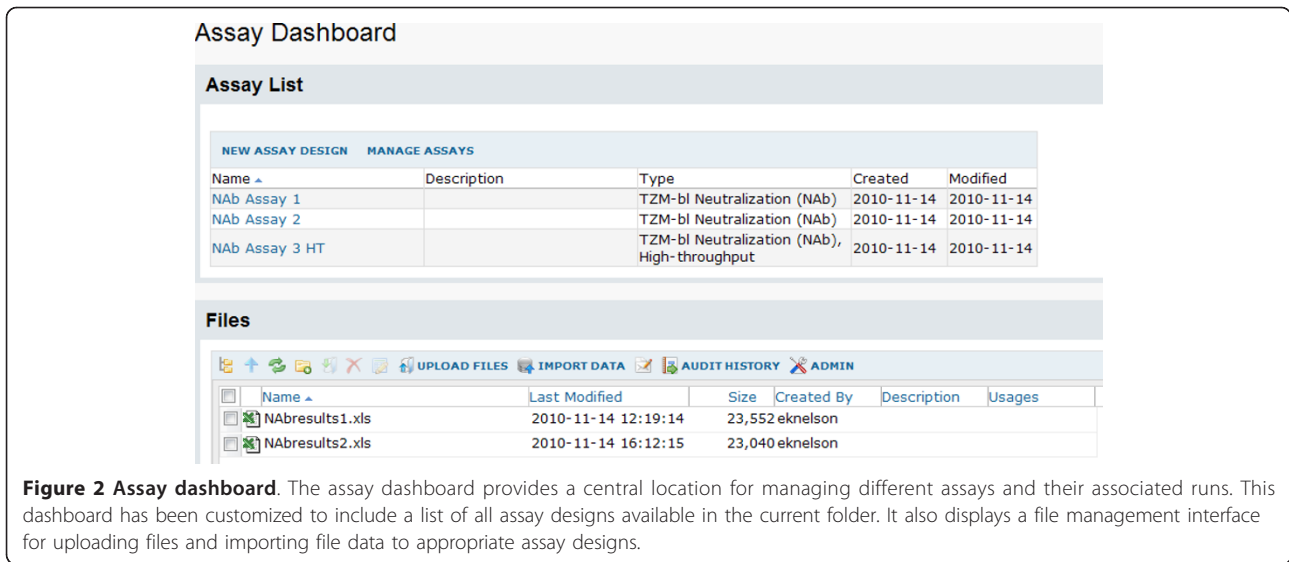 Assay Dashboard
Assay List
NEW ASSAY DESIGN MANAGE ASSAYS
Name Description Type Created Modified
NAb Assay 1 TZM-bl Neutralization (NAb) 2010-11-14 2010-11-14
NAb Assay 2 TZM-bl Neutralization (NAb) 2010-11-14 2010-11-14
NAb Assay 3 HT TZM-bl Neutralization (NAb), High-throughput 2010-11-14 2010-11-14
Files
UPLOAD FILES IMPORT DATA AUDIT HISTORY ADMIN
Name Last Modified Size Created By Description Usages
NAbresults1.xls 2010-11-14 12:19:14 23,552 eknelson
NAbresults2.xls 2010-11-14 16:12:15 23,040 eknelson
Figure 2 Assay dashboard. The assay dashboard provides a central location for managing different assays and their associated runs. This
dashboard has been customized to include a list of all assay designs available in the current folder. It also displays a file management interface
for uploading files and importing file data to appropriate assay designs.